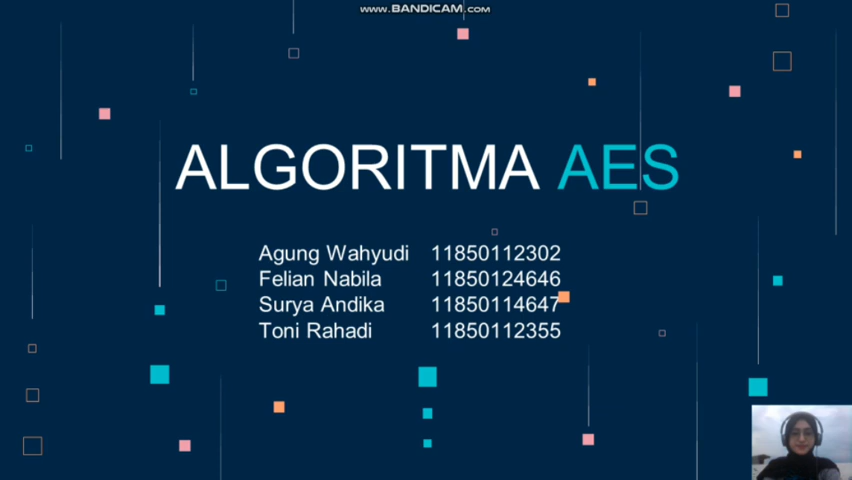 WWW.BANDICAM.COM
ALGORITMA AES
Agung Wahyudi 11850112302
Felian Nabila 11850124646
Surya Andika 11850114647
Toni Rahadi 11850112355